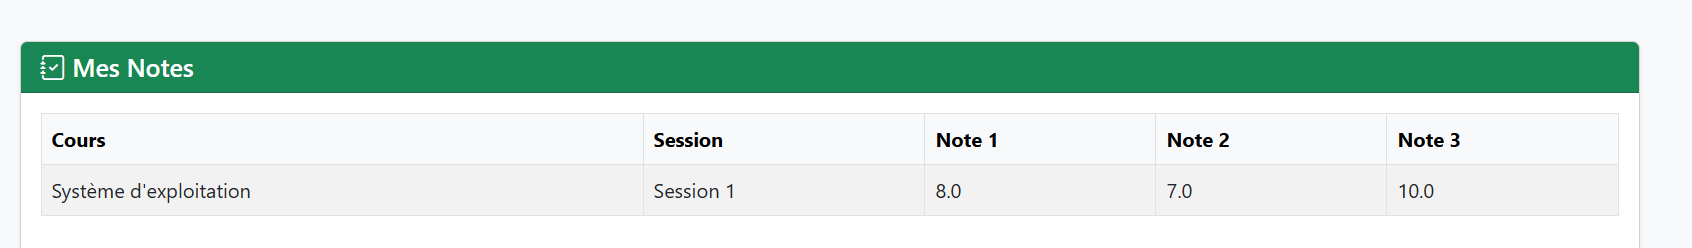 Mes Notes
Cours Session Note 1 Note 2 Note 3
Système d'exploitation Session 1 8.0 7.0 10.0